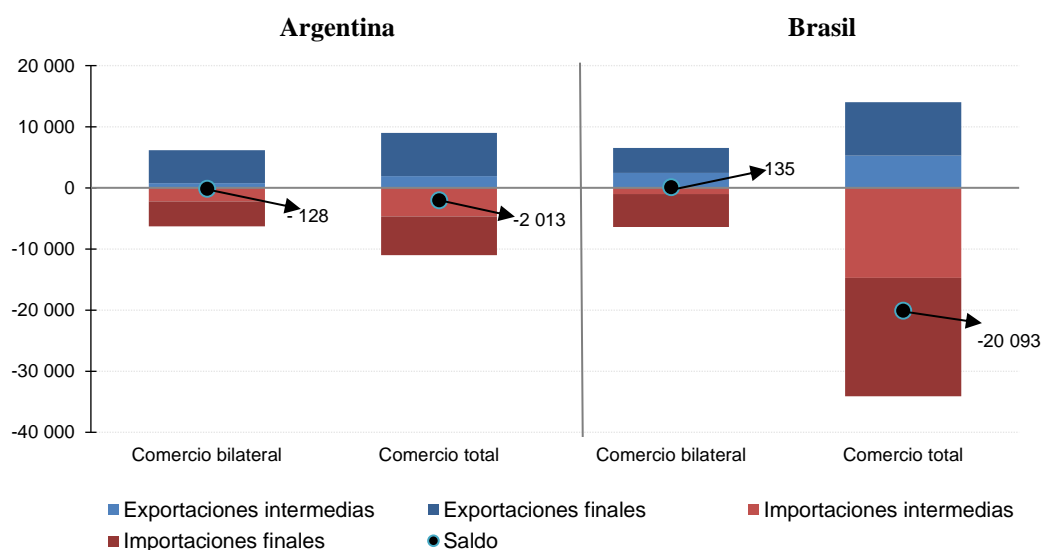 Argentina
Brasil
20 000
10 000
0
-10 000
-20 000
-30 000
-40 000
- 128
-2 013
135
-20 093
Comercio bilateral
Comercio total
Comercio bilateral
Comercio total
Exportaciones intermedias
Exportaciones finales
Importaciones intermedias
Importaciones finales
Saldo